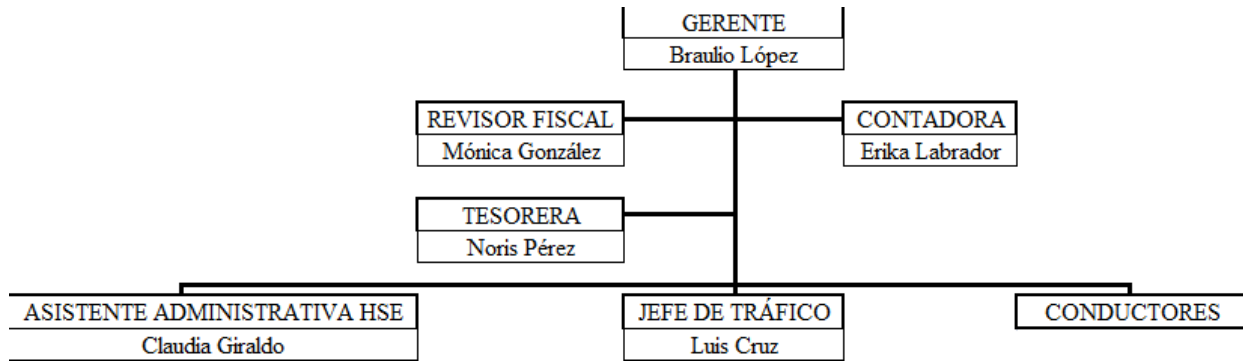 GERENTE
Braulio López
REVISOR FISCAL
Mónica González
CONTADORA
Erika Labrador
TESORERA
Noris Pérez
ASISTENTE ADMINISTRATIVA HSE
Claudia Giraldo
JEFE DE TRÁFICO
Luis Cruz
CONDUCTORES